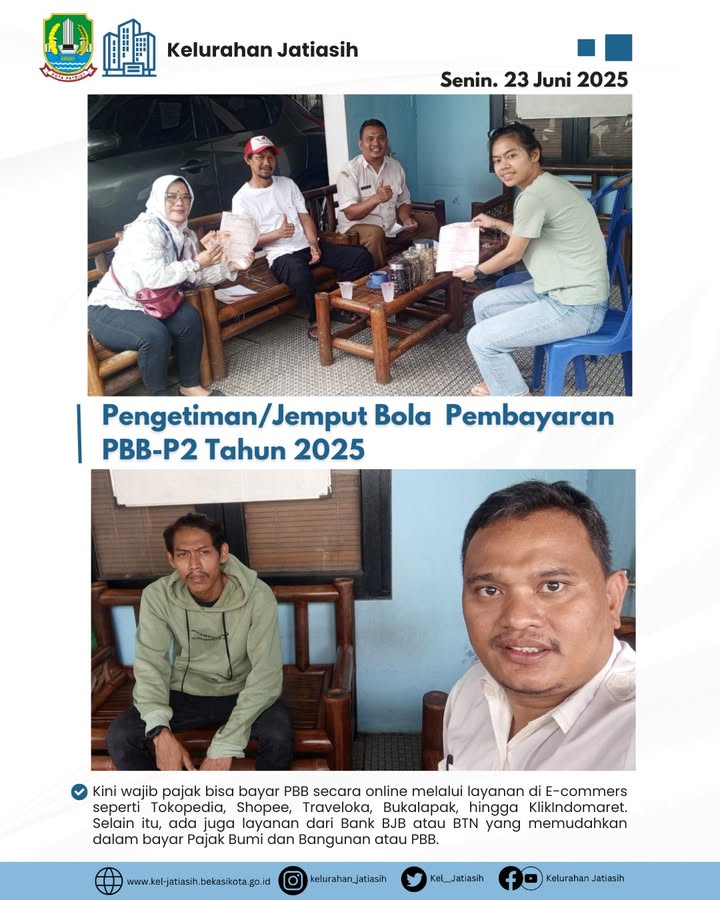 Kelurahan Jatiasih
Senin. 23 Juni 2025
Pengetiman/Jemput Bola Pembayaran
PBB-P2 Tahun 2025
Kini wajib pajak bisa bayar PBB secara online melalui layanan di E-commers
seperti Tokopedia, Shopee, Traveloka, Bukalapak, hingga KlikIndomaret.
Selain itu, ada juga layanan dari Bank BJB atau BTN yang memudahkan
dalam bayar Pajak Bumi dan Bangunan atau PBB.
www.kel-jatiasih.bekasikota.go.id
kelurahan_jatiasih
Kel__Jatiasih
Kelurahan Jatiasih